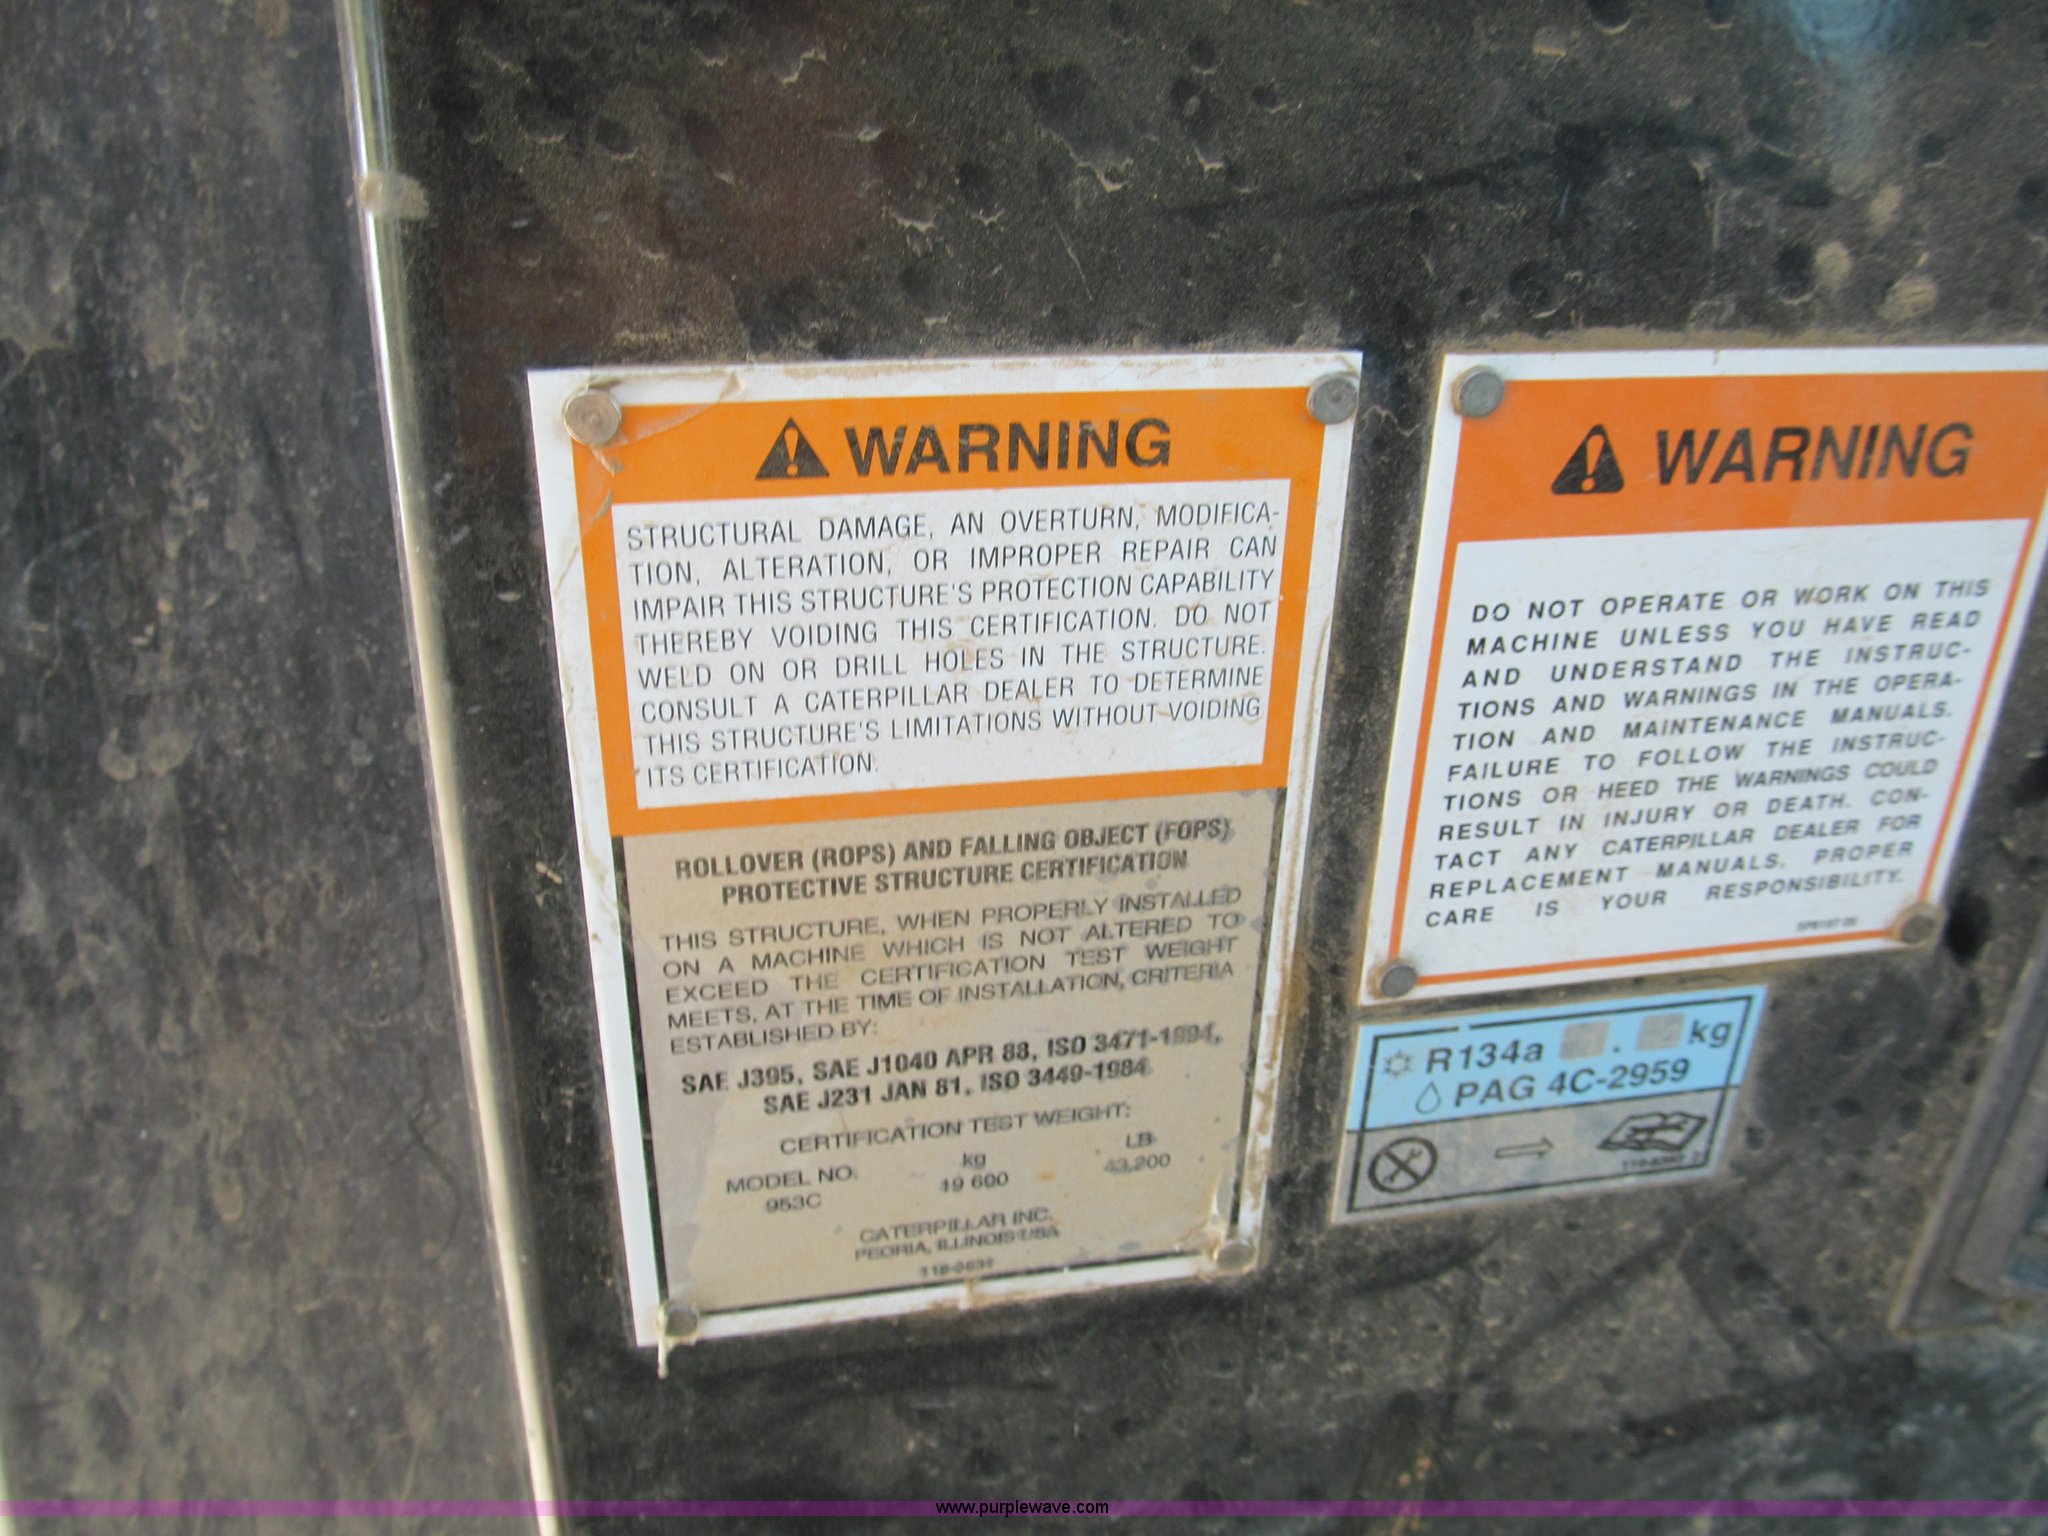 WARNING
STRUCTURAL DAMAGE, AN OVERTURN, MODIFICA-
TION, ALTERATION, OR IMPROPER REPAIR CAN
IMPAIR THIS STRUCTURE'S PROTECTION CAPABILITY
THEREBY VOIDING THIS CERTIFICATION. DO NOT
WELD ON OR DRILL HOLES IN THE STRUCTURE.
CONSULT A CATERPILLAR DEALER TO DETERMINE
THIS STRUCTURE'S LIMITATIONS WITHOUT VOIDING
ITS CERTIFICATION.
ROLLOVER (ROPS) AND FALLING OBJECT (FOPS)
PROTECTIVE STRUCTURE CERTIFICATION
THIS STRUCTURE, WHEN PROPERLY INSTALLED
ON A MACHINE WHICH IS NOT ALTERED TO
EXCEED THE CERTIFICATION TEST WEIGHT
MEETS, AT THE TIME OF INSTALLATION, CRITERIA
ESTABLISHED BY:
SAE J395, SAE J1040 APR 88, ISO 3471-1994,
SAE J231 JAN 81, ISO 3449-1984
CERTIFICATION TEST WEIGHT:
MODEL NO. kg LB
953C 19 600 43,200
CATERPILLAR INC.
PEORIA, ILLINOIS USA
WARNING
DO NOT OPERATE OR WORK ON THIS
MACHINE UNLESS YOU HAVE READ
AND UNDERSTAND THE INSTRUC-
TIONS AND WARNINGS IN THE OPERA-
TION AND MAINTENANCE MANUALS.
FAILURE TO FOLLOW THE INSTRUC-
TIONS OR HEED THE WARNINGS COULD
RESULT IN INJURY OR DEATH. CON-
TACT ANY CATERPILLAR DEALER FOR
REPLACEMENT MANUALS. PROPER
CARE IS YOUR RESPONSIBILITY.
R134a . kg
PAG 4C-2959
www.purplewave.com